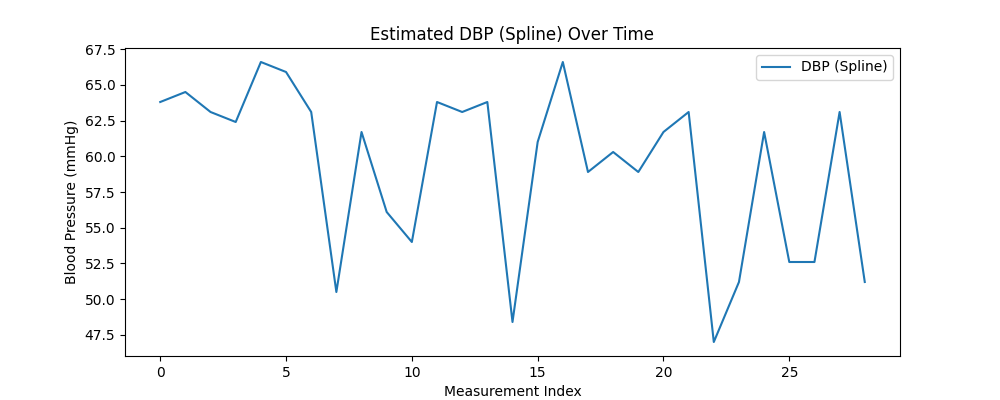 Estimated DBP (Spline) Over Time
DBP (Spline)
Blood Pressure (mmHg)
67.5
65.0
62.5
60.0
57.5
55.0
52.5
50.0
47.5
0 5 10 15 20 25
Measurement Index